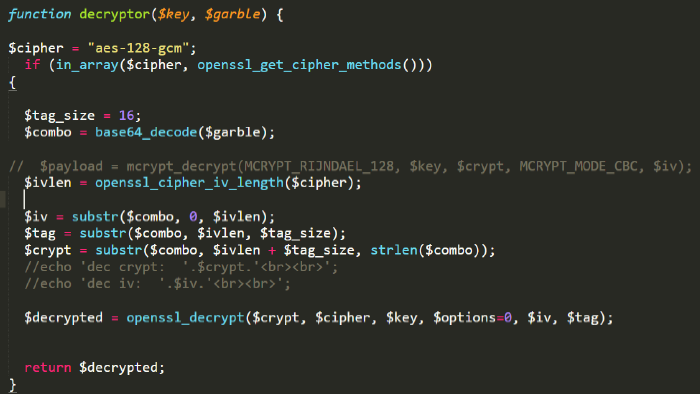 function decryptor($key, $garble) {
$cipher = "aes-128-gcm";
if (in_array($cipher, openssl_get_cipher_methods()))
{
$tag_size = 16;
$combo = base64_decode($garble);
//  $payload = mcrypt_decrypt(MCRYPT_RIJNDAEL_128, $key, $crypt, MCRYPT_MODE_CBC, $iv);
$ivlen = openssl_cipher_iv_length($cipher);
$iv = substr($combo, 0, $ivlen);
$tag = substr($combo, $ivlen, $tag_size);
$crypt = substr($combo, $ivlen + $tag_size, strlen($combo));
//echo 'dec crypt:  '.$crypt.'<br><br>';
//echo 'dec iv:  '.$iv.'<br><br>';
$decrypted = openssl_decrypt($crypt, $cipher, $key, $options=0, $iv, $tag);
return $decrypted;
}